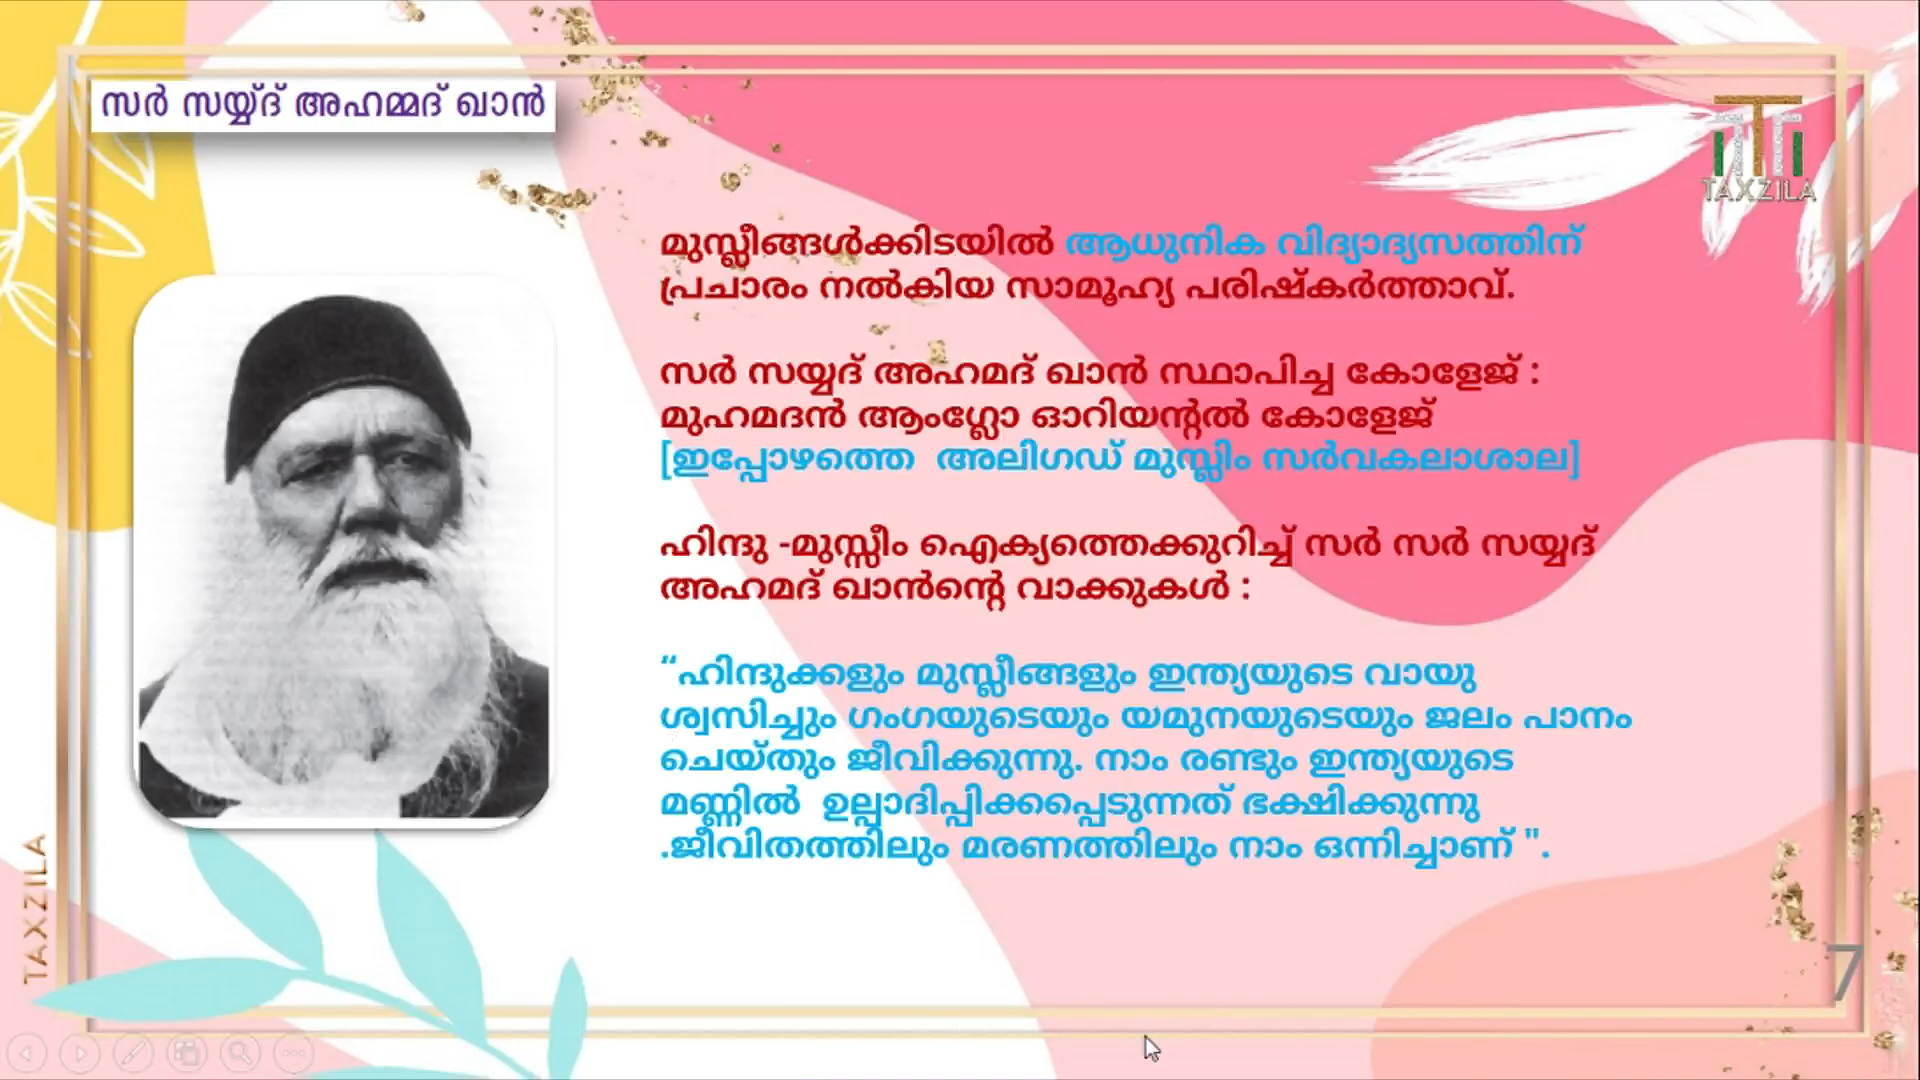 സർ സയ്യ്ദ് അഹമ്മദ് ഖാൻ
TAXZILA
മുസ്ലീങ്ങൾക്കിടയിൽ ആധുനിക വിദ്യാദ്യസത്തിന്
പ്രചാരം നൽകിയ സാമൂഹ്യ പരിഷ്കർത്താവ്.
സർ സയ്യദ് അഹമദ് ഖാൻ സ്ഥാപിച്ച കോളേജ് :
മുഹമദൻ ആംഗ്ലോ ഓറിയന്റൽ കോളേജ്
[ഇപ്പോഴത്തെ അലിഗഡ് മുസ്ലിം സർവകലാശാല]
ഹിന്ദു -മുസ്സീം ഐക്യത്തെക്കുറിച്ച് സർ സർ സയ്യദ്
അഹമദ് ഖാൻന്റെ വാക്കുകൾ :
“ഹിന്ദുക്കളും മുസ്ലീങ്ങളും ഇന്ത്യയുടെ വായു
ശ്വസിച്ചും ഗംഗയുടെയും യമുനയുടെയും ജലം പാനം
ചെയ്തും ജീവിക്കുന്നു. നാം രണ്ടും ഇന്ത്യയുടെ
മണ്ണിൽ ഉല്പാദിപ്പിക്കപ്പെടുന്നത് ഭക്ഷിക്കുന്നു
.ജീവിതത്തിലും മരണത്തിലും നാം ഒന്നിച്ചാണ് ".
TAXZILA
7